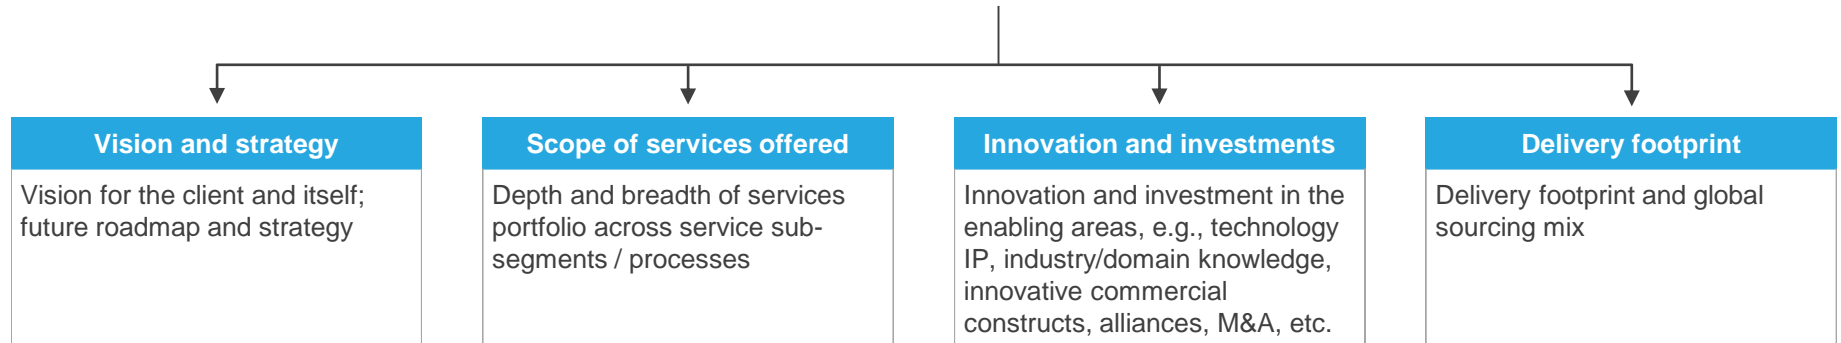 Vision and strategy
Vision for the client and itself;
future roadmap and strategy
Scope of services offered
Depth and breadth of services
portfolio across service sub-
segments / processes
Innovation and investments
Innovation and investment in the
enabling areas, e.g., technology
IP, industry/domain knowledge,
innovative commercial
constructs, alliances, M&A, etc.
Delivery footprint
Delivery footprint and global
sourcing mix